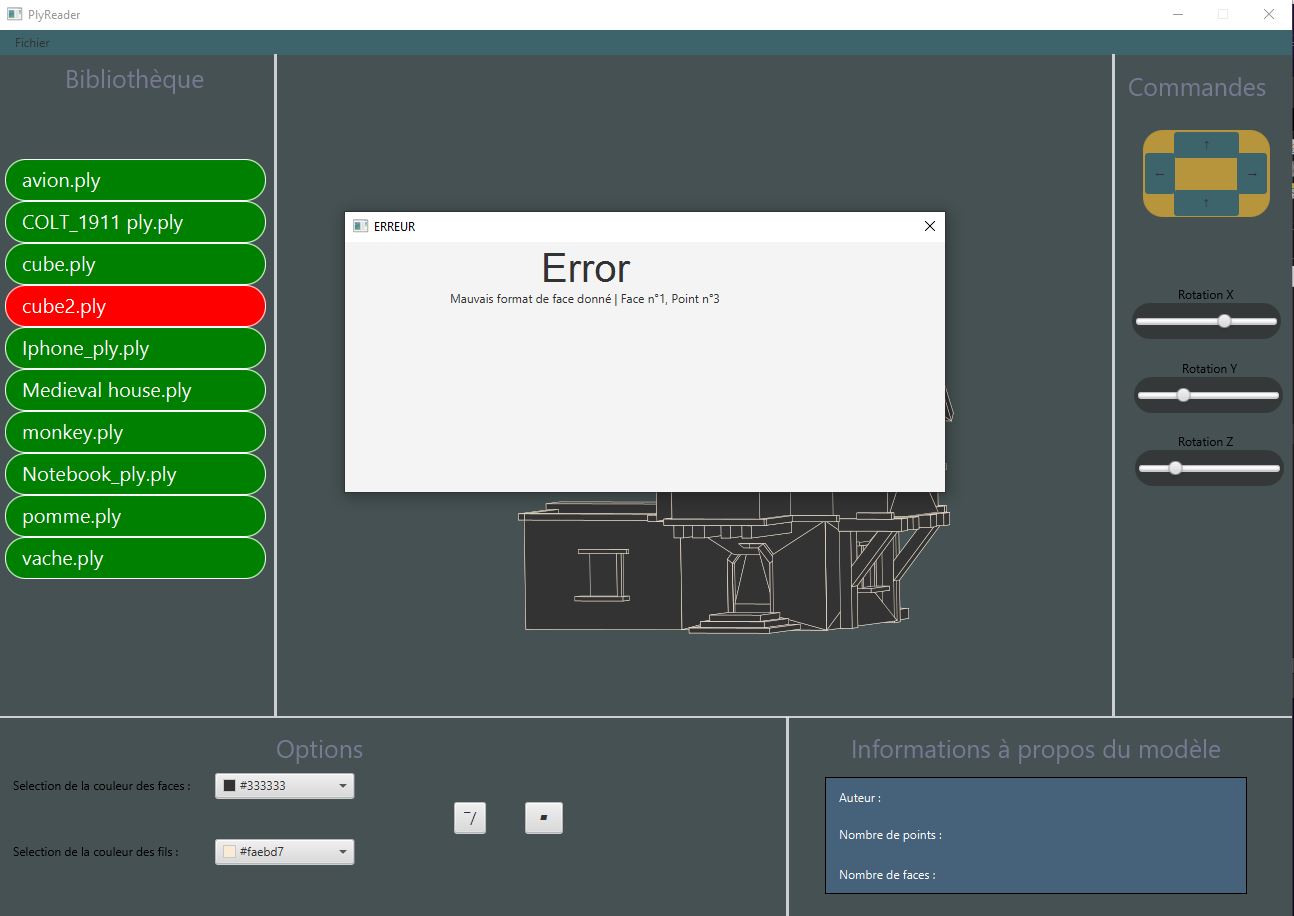 PlyReader
Fichier
Bibliothèque
avion.ply
COLT_1911 ply.ply
cube.ply
cube2.ply
Iphone_ply.ply
Medieval house.ply
monkey.ply
Notebook_ply.ply
pomme.ply
vache.ply
ERREUR
Error
Mauvais format de face donné | Face n°1, Point n°3
Commandes
↑
← →
↑
Rotation X
Rotation Y
Rotation Z
Options
Selection de la couleur des faces :
#333333
Selection de la couleur des fils :
#faebd7
Informations à propos du modèle
Auteur :
Nombre de points :
Nombre de faces :